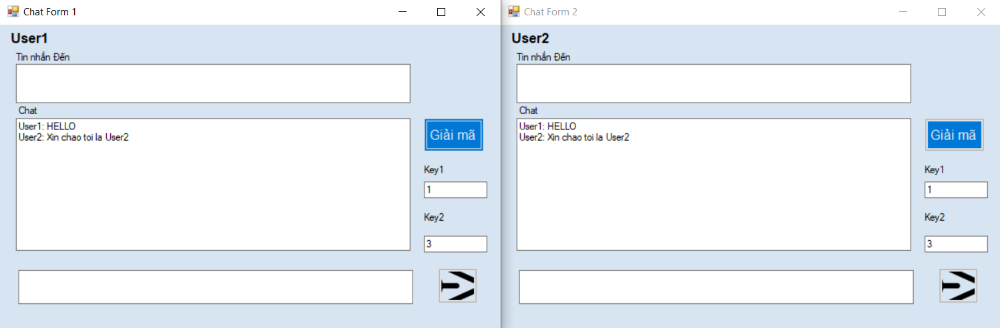 Chat Form 1
User1
Tin nhắn Đến
Chat
User1: HELLO
User2: Xin chao toi la User2
Giải mã
Key1
1
Key2
3
Chat Form 2
User2
Tin nhắn Đến
Chat
User1: HELLO
User2: Xin chao toi la User2
Giải mã
Key1
1
Key2
3